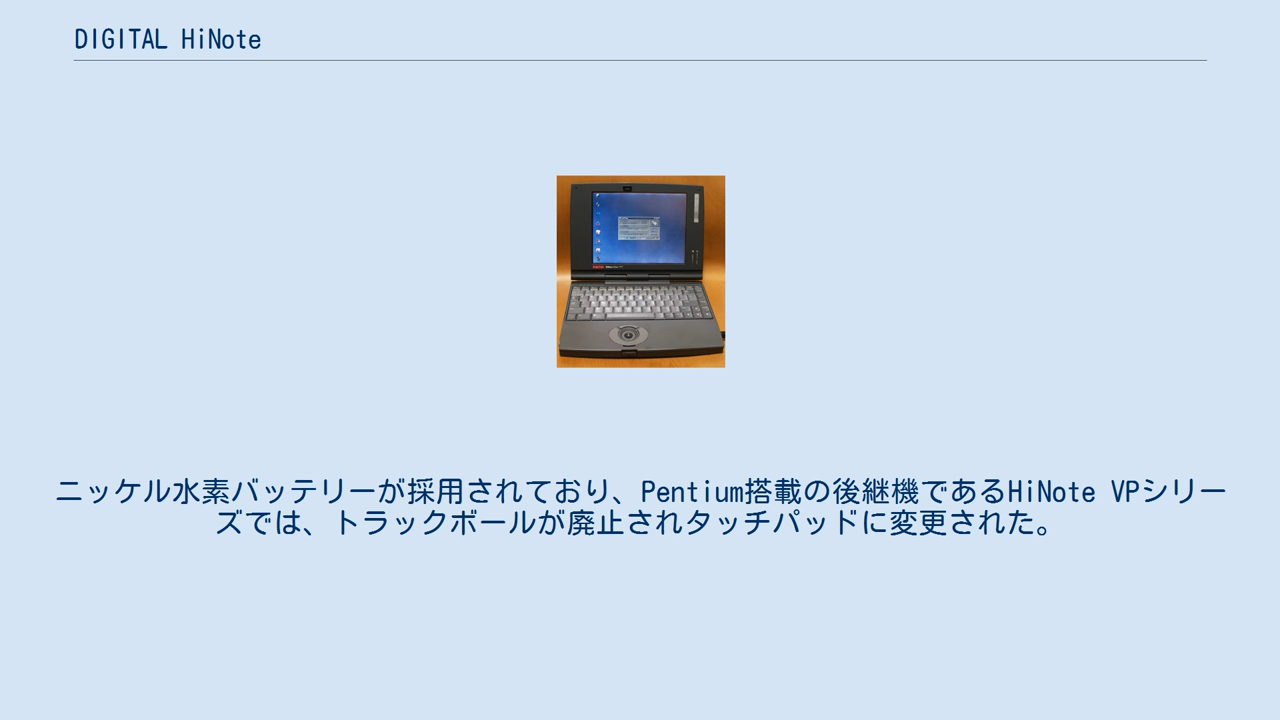 DIGITAL HiNote
ニッケル水素バッテリーが採用されており、Pentium搭載の後継機であるHiNote VPシリー
ズでは、トラックボールが廃止されタッチパッドに変更された。